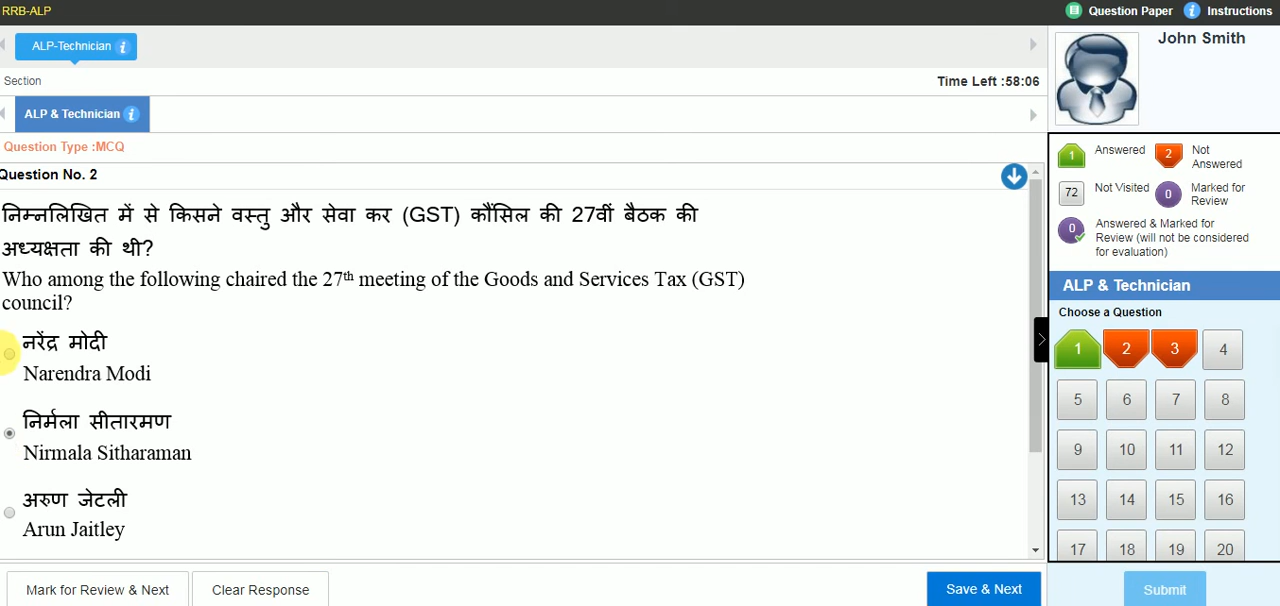 RRB-ALP
Question Paper
Instructions
ALP-Technician
John Smith
Section
Time Left :58:06
ALP & Technician
Question Type :MCQ
Question No. 2
निम्नलिखित में से किसने वस्तु और सेवा कर (GST) कौंसिल की 27वीं बैठक की
अध्यक्षता की थी?
Who among the following chaired the 27th meeting of the Goods and Services Tax (GST)
council?
नरेंद्र मोदी
Narendra Modi
निर्मला सीतारमण
Nirmala Sitharaman
अरुण जेटली
Arun Jaitley
Mark for Review & Next
Clear Response
Save & Next
1 Answered
2 Not
Answered
72 Not Visited
0 Marked for
Review
0 Answered & Marked for
Review (will not be considered
for evaluation)
ALP & Technician
Choose a Question
1 2 3 4
5 6 7 8
9 10 11 12
13 14 15 16
17 18 19 20
Submit